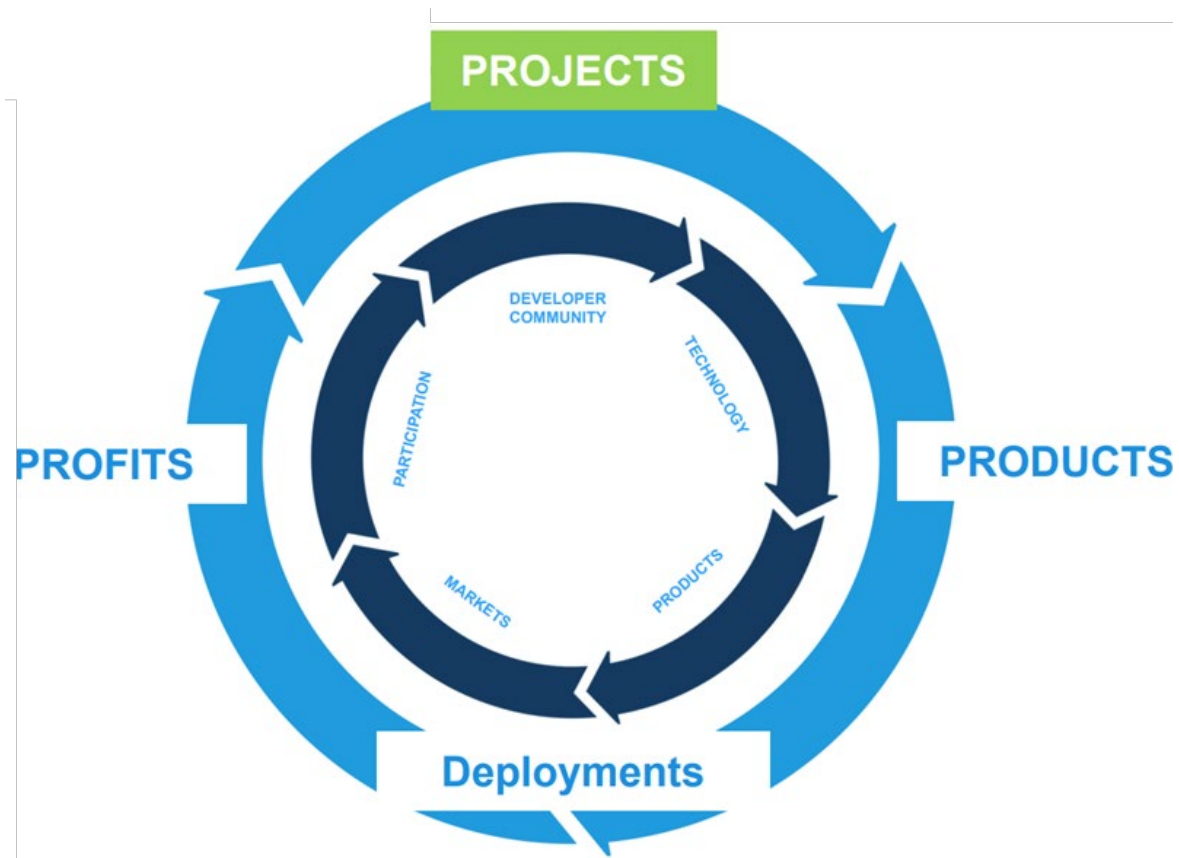 PROJECTS
DEVELOPER
COMMUNITY
TECHNOLOGY
PARTICIPATION
PROFITS
PRODUCTS
PRODUCTS
MARKETS
Deployments